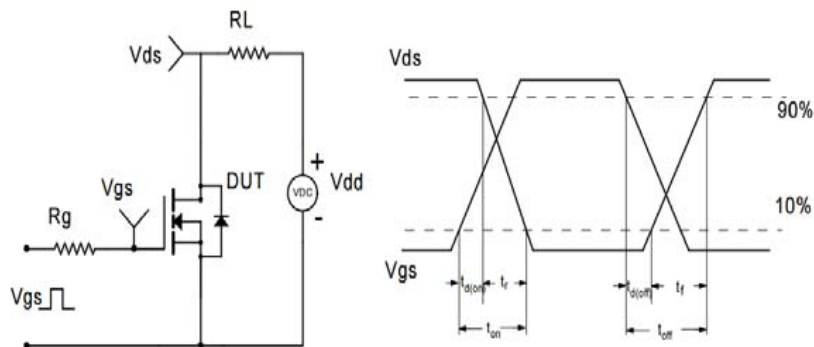 RL
Vds
Vgs
DUT
+
VDC
Vdd
-
Rg
Vgs
Vds
90%
10%
Vgs
td(on)
tr
td(off)
tf
ton
toff